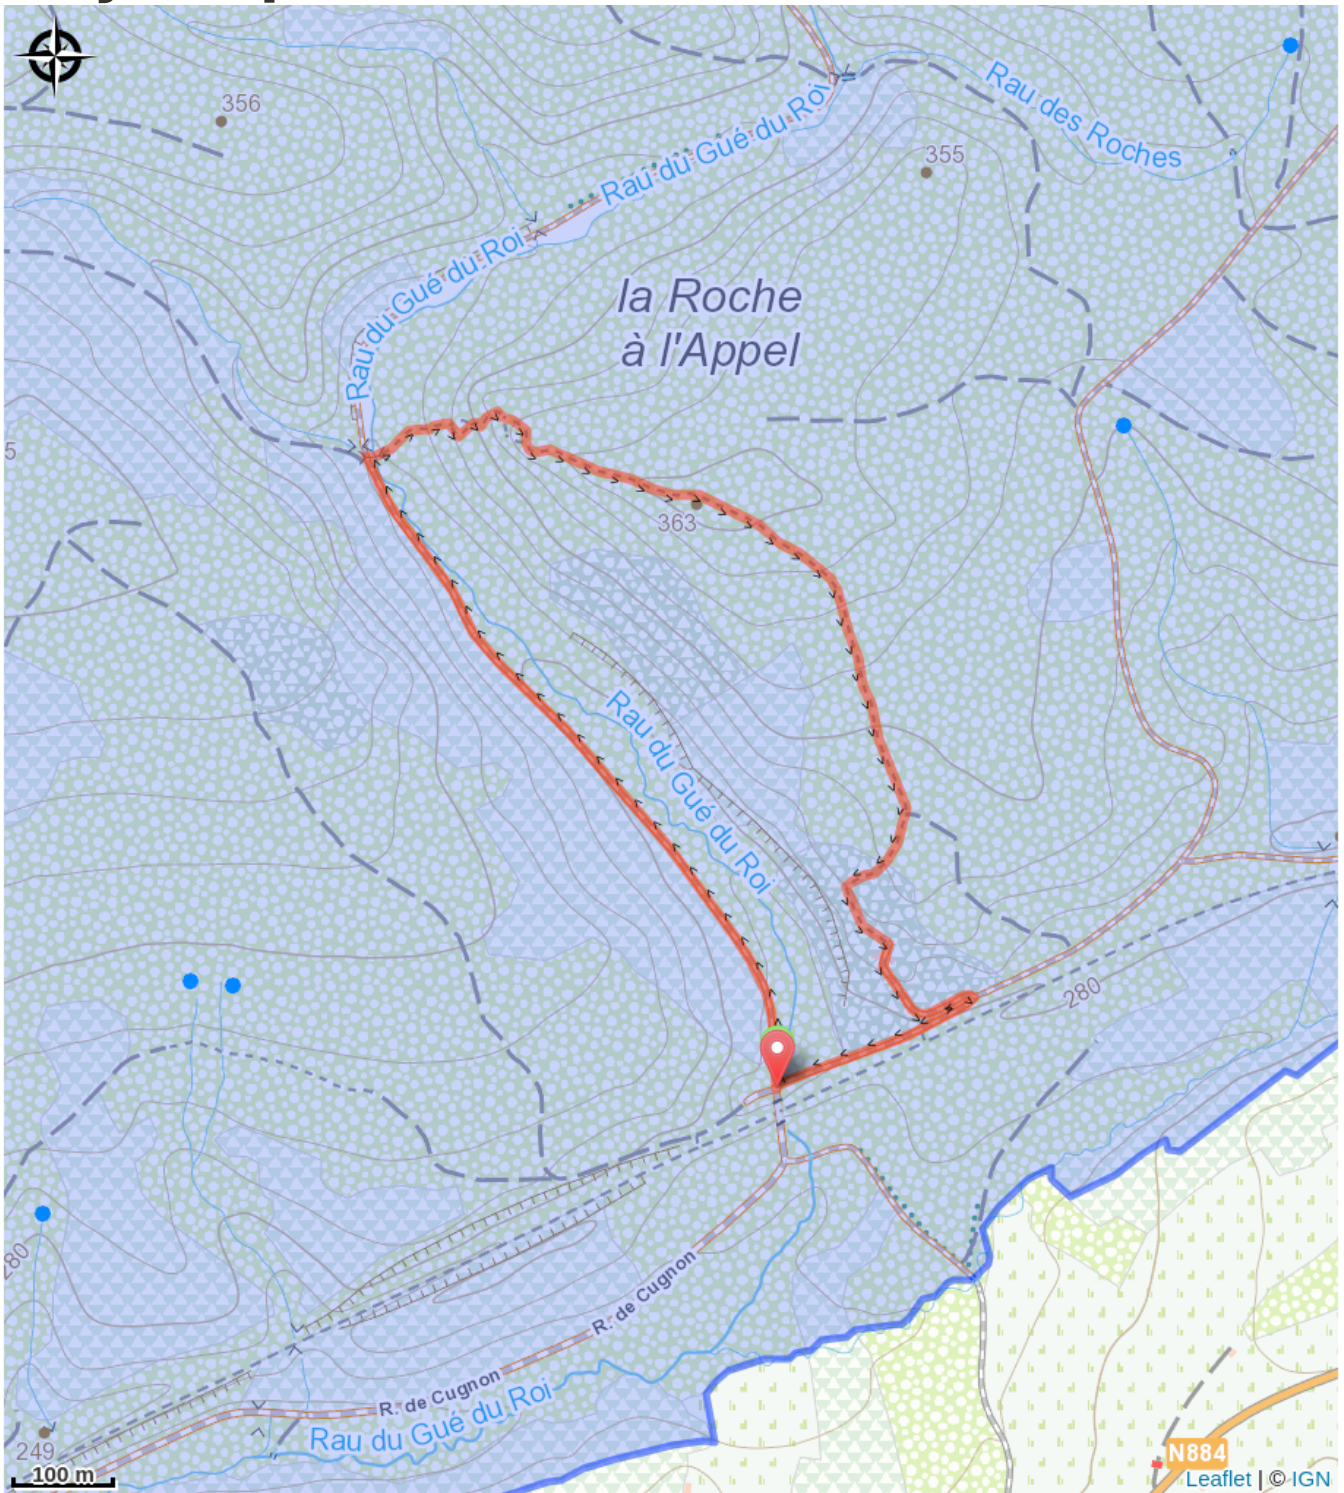 356
Rau du Gué du Roi
Rau des Roches
355
Rau du Gué du Roi
la Roche
à l'Appel
Rau du Gué du Roi
5
363
Rau du Gué du Roi
280
280
R. de Cugnon
R. de Cugnon
Rau du Gué du Roi
249
100 m
N884
Leaflet | © IGN